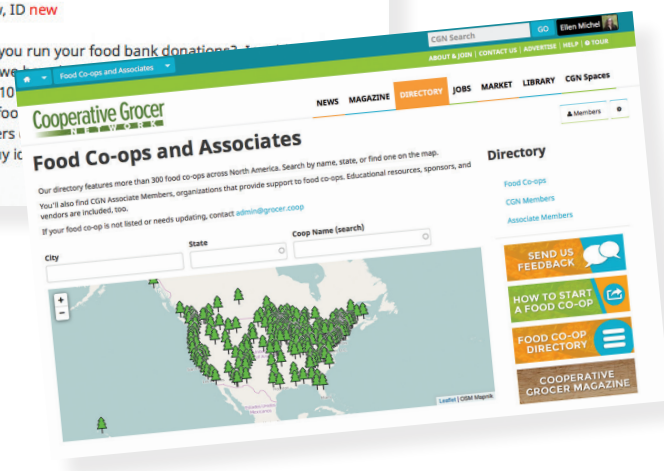 , ID new
you run your food bank donations?
we
10
foo
ers
y ic
CGN Search
GO
Ellen Michel
ABOUT & JOIN | CONTACT US | ADVERTISE | HELP | TOUR
Food Co-ops and Associates
Cooperative Grocer
NETWORK
NEWS MAGAZINE DIRECTORY JOBS MARKET LIBRARY CGN Spaces
Members
Food Co-ops and Associates
Our directory features more than 300 food co-ops across North America. Search by name, state, or find one on the map.
You'll also find CGN Associate Members, organizations that provide support to food co-ops. Educational resources, sponsors, and
vendors are included, too.
If your food co-op is not listed or needs updating, contact admin@grocer.coop
City
State
Coop Name (search)
+
−
Leaflet | OSM Mapnik
Directory
Food Co-ops
CGN Members
Associate Members
SEND US
FEEDBACK
HOW TO START
A FOOD CO-OP
FOOD CO-OP
DIRECTORY
COOPERATIVE
GROCER MAGAZINE